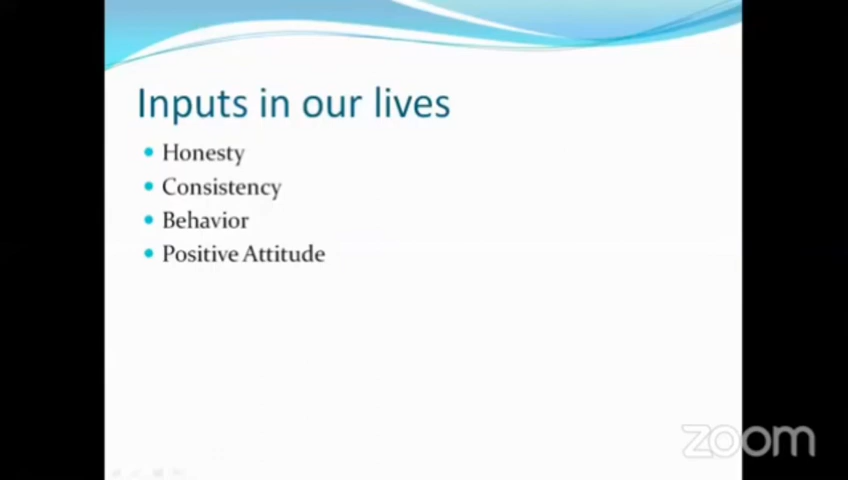 Inputs in our lives
Honesty
Consistency
Behavior
Positive Attitude
zoom